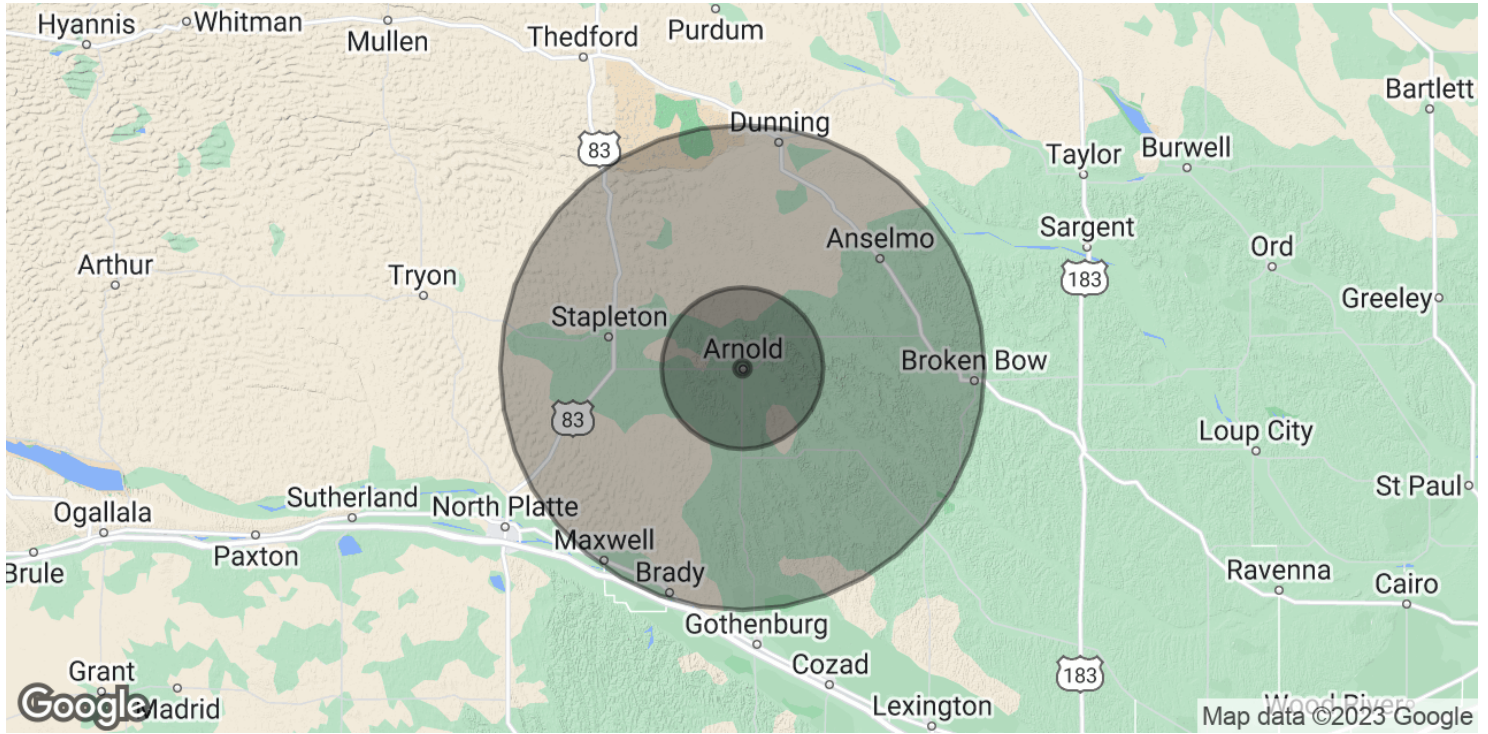 Hyannis
Whitman
Mullen
Thedford
Purdum
Bartlett
Dunning
83
Taylor
Burwell
Sargent
Anselmo
Ord
183
Arthur
Tryon
Greeley
Stapleton
Arnold
Broken Bow
83
Loup City
St Paul
Sutherland
North Platte
Ogallala
Paxton
Maxwell
Brule
Brady
Ravenna
Cairo
Gothenburg
Cozad
183
Grant
Madrid
Lexington
Wood River
Google
Map data ©2023 Google